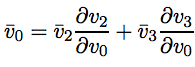 v̄₀ = v̄₂ ∂v₂/∂v₀ + v̄₃ ∂v₃/∂v₀